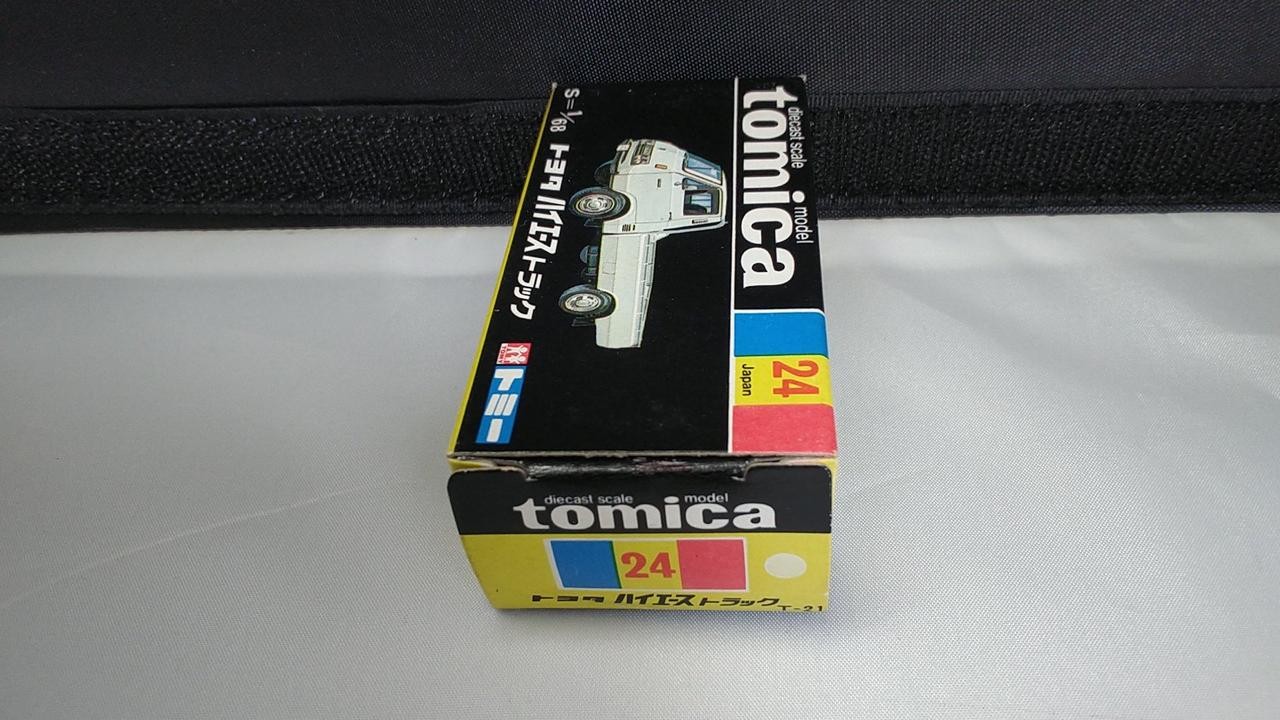 diecast scale model
tomica
24
Japan
S=1/68 トヨタ ハイエーストラック
TOMY
トミー
diecast scale model
tomica
24
トヨタ ハイエーストラック T-21